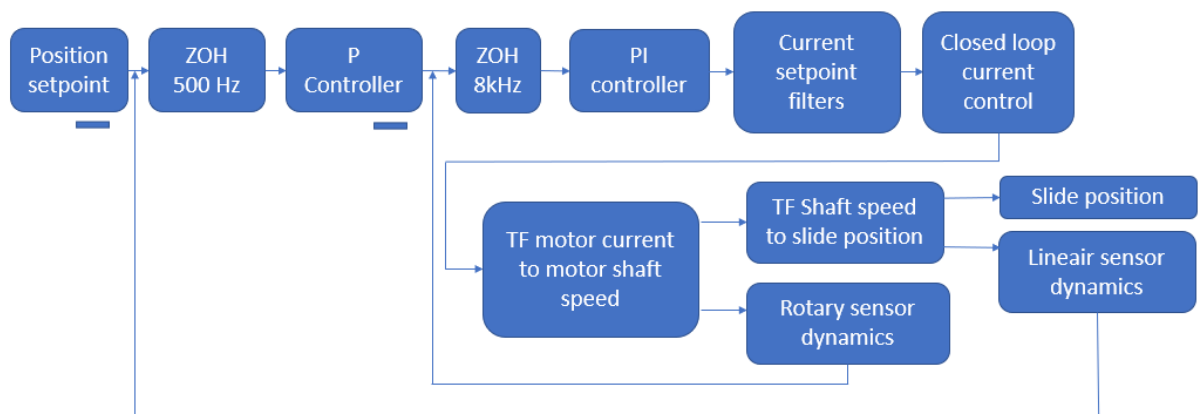 Position
setpoint
ZOH
500 Hz
P
Controller
ZOH
8kHz
PI
controller
Current
setpoint
filters
Closed loop
current
control
TF motor current
to motor shaft
speed
TF Shaft speed
to slide position
Slide position
Lineair sensor
dynamics
Rotary sensor
dynamics